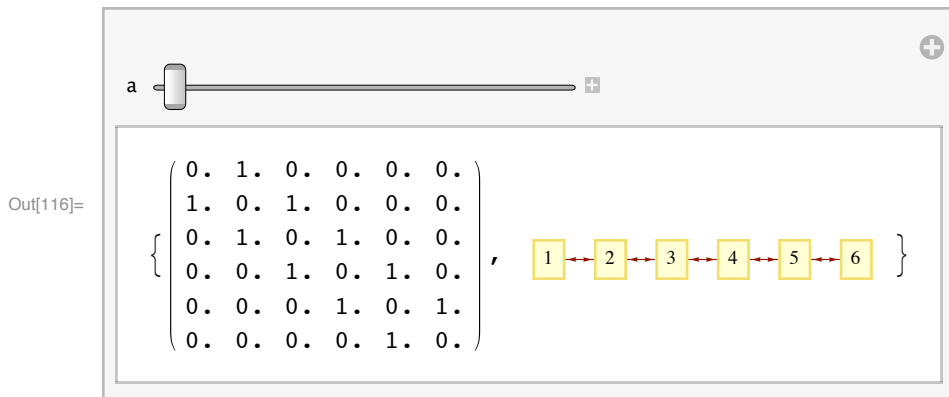 a
Out[116]=
0. 1. 0. 0. 0. 0.
1. 0. 1. 0. 0. 0.
0. 1. 0. 1. 0. 0.
0. 0. 1. 0. 1. 0.
0. 0. 0. 1. 0. 1.
0. 0. 0. 0. 1. 0.
{ ( ) , 1 2 3 4 5 6 }